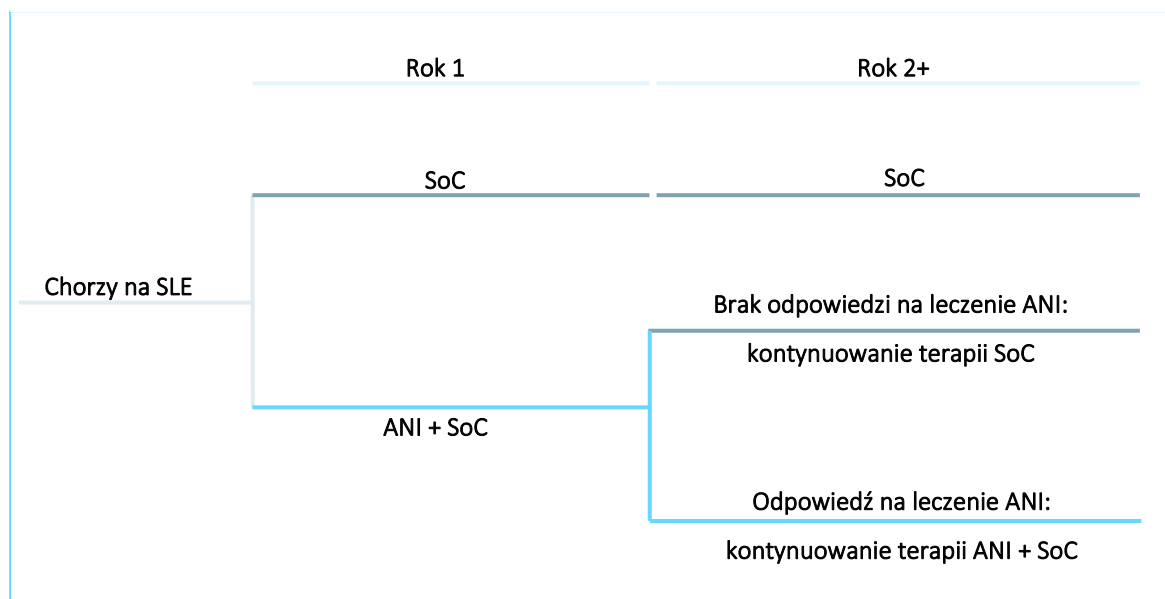 Rok 1
Rok 2+
SoC
SoC
Chorzy na SLE
Brak odpowiedzi na leczenie ANI:
kontynuowanie terapii SoC
ANI + SoC
Odpowiedź na leczenie ANI:
kontynuowanie terapii ANI + SoC